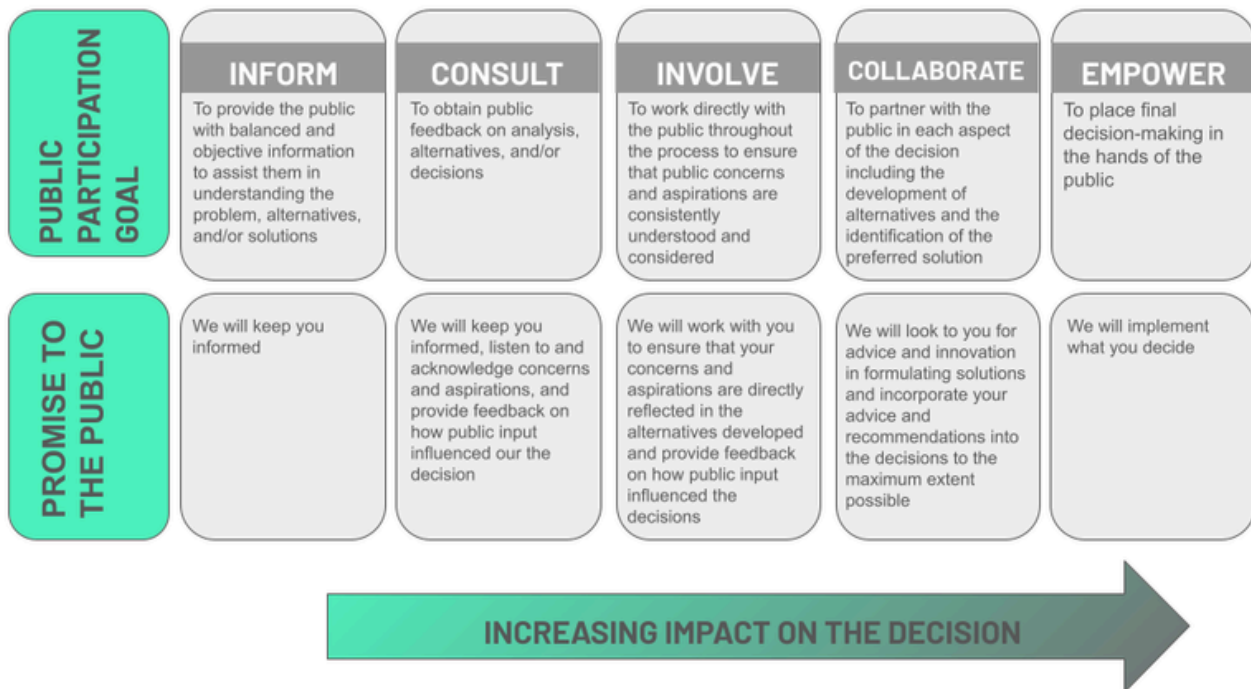 PUBLIC
PARTICIPATION
GOAL
INFORM
To provide the public
with balanced and
objective information
to assist them in
understanding the
problem, alternatives,
and/or solutions
CONSULT
To obtain public
feedback on analysis,
alternatives, and/or
decisions
INVOLVE
To work directly with
the public throughout
the process to ensure
that public concerns
and aspirations are
consistently
understood and
considered
COLLABORATE
To partner with the
public in each aspect
of the decision
including the
development of
alternatives and the
identification of the
preferred solution
EMPOWER
To place final
decision-making in
the hands of the
public
PROMISE TO
THE PUBLIC
We will keep you
informed
We will keep you
informed, listen to and
acknowledge concerns
and aspirations, and
provide feedback on
how public input
influenced our the
decision
We will work with you
to ensure that your
concerns and
aspirations are directly
reflected in the
alternatives developed
and provide feedback
on how public input
influenced the
decisions
We will look to you for
advice and innovation
in formulating solutions
and incorporate your
advice and
recommendations into
the decisions to the
maximum extent
possible
We will implement
what you decide
INCREASING IMPACT ON THE DECISION